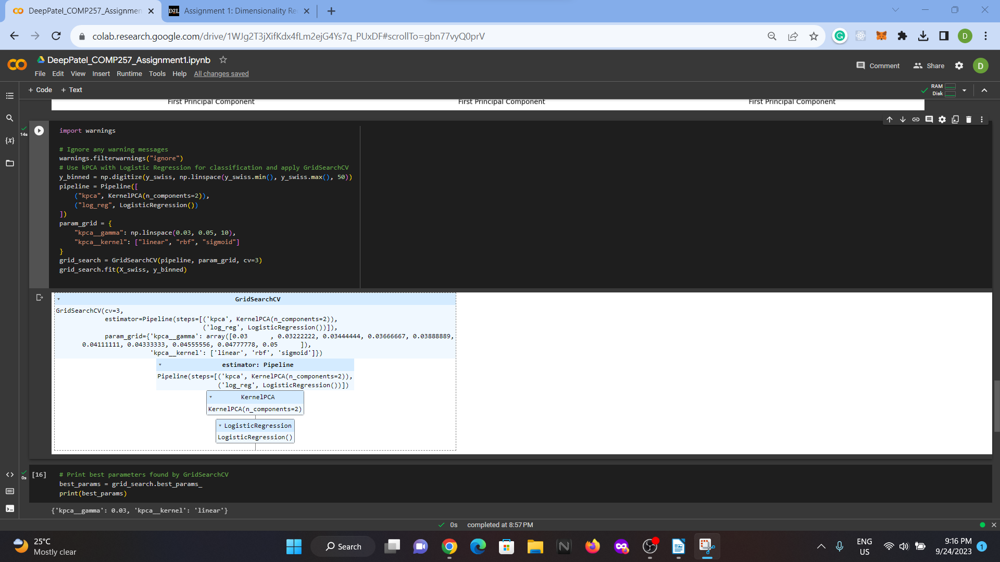 DeepPatel_COMP257_Assignmen
D2L Assignment 1: Dimensionality Re
colab.research.google.com/drive/1WJg2T3jXifKdx4fLm2ejG4Ys7q_PUxDF#scrollTo=gbn77vyQ0prV
D
DeepPatel_COMP257_Assignment1.ipynb
File Edit View Insert Runtime Tools Help All changes saved
Comment Share D
+ Code + Text
RAM
Disk
First Principal Component First Principal Component First Principal Component
14s
import warnings
# Ignore any warning messages
warnings.filterwarnings("ignore")
# Use kPCA with Logistic Regression for classification and apply GridSearchCV
y_binned = np.digitize(y_swiss, np.linspace(y_swiss.min(), y_swiss.max(), 50))
pipeline = Pipeline([
("kpca", KernelPCA(n_components=2)),
("log_reg", LogisticRegression())
])
param_grid = {
"kpca__gamma": np.linspace(0.03, 0.05, 10),
"kpca__kernel": ["linear", "rbf", "sigmoid"]
}
grid_search = GridSearchCV(pipeline, param_grid, cv=3)
grid_search.fit(X_swiss, y_binned)
GridSearchCV
GridSearchCV(cv=3,
estimator=Pipeline(steps=[('kpca', KernelPCA(n_components=2)),
('log_reg', LogisticRegression())]),
param_grid={'kpca__gamma': array([0.03 , 0.03222222, 0.03444444, 0.03666667, 0.03888889,
0.04111111, 0.04333333, 0.04555556, 0.04777778, 0.05 ]),
'kpca__kernel': ['linear', 'rbf', 'sigmoid']})
estimator: Pipeline
Pipeline(steps=[('kpca', KernelPCA(n_components=2)),
('log_reg', LogisticRegression())])
KernelPCA
KernelPCA(n_components=2)
LogisticRegression
LogisticRegression()
0s
[16] # Print best parameters found by GridSearchCV
best_params = grid_search.best_params_
print(best_params)
{'kpca__gamma': 0.03, 'kpca__kernel': 'linear'}
0s completed at 8:57 PM
25°C
Mostly clear
Search
ENG
US
9:16 PM
9/24/2023
1